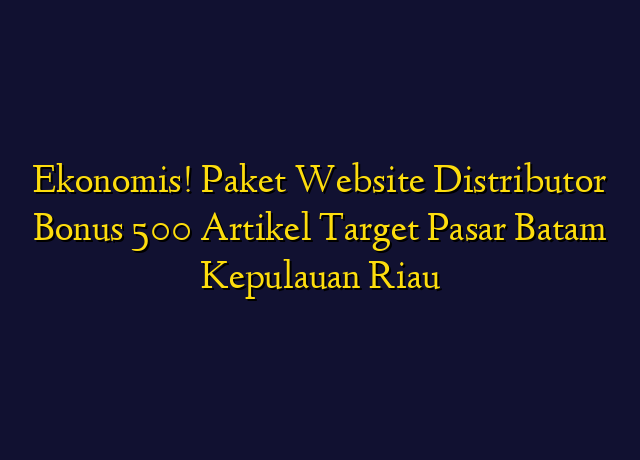 Ekonomis! Paket Website Distributor
Bonus 500 Artikel Target Pasar Batam
Kepulauan Riau